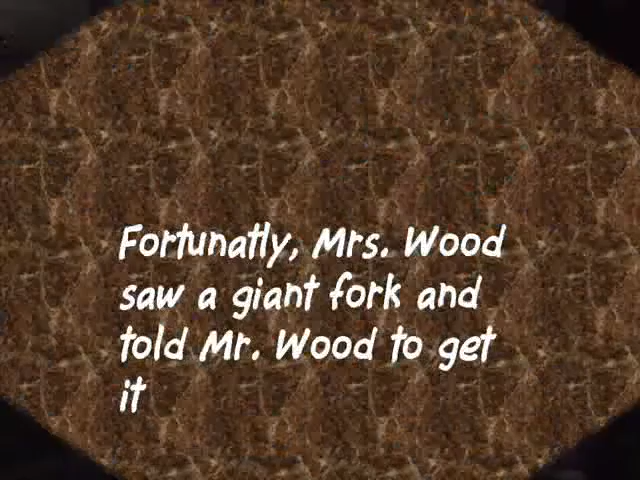 Fortunatly, Mrs. Wood
saw a giant fork and
told Mr. Wood to get
it